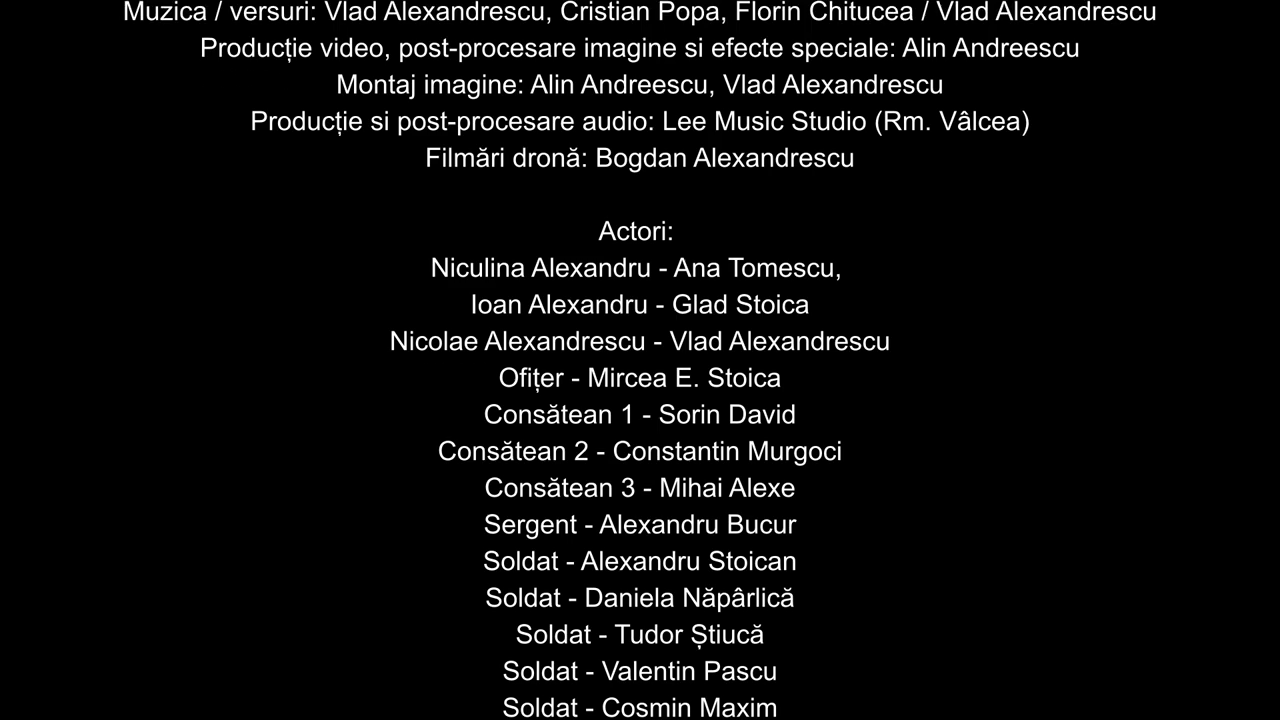 Muzica / versuri: Vlad Alexandrescu, Cristian Popa, Florin Chitucea / Vlad Alexandrescu
Producție video, post-procesare imagine si efecte speciale: Alin Andreescu
Montaj imagine: Alin Andreescu, Vlad Alexandrescu
Producție si post-procesare audio: Lee Music Studio (Rm. Vâlcea)
Filmări dronă: Bogdan Alexandrescu
Actori:
Niculina Alexandru - Ana Tomescu,
Ioan Alexandru - Glad Stoica
Nicolae Alexandrescu - Vlad Alexandrescu
Ofițer - Mircea E. Stoica
Consătean 1 - Sorin David
Consătean 2 - Constantin Murgoci
Consătean 3 - Mihai Alexe
Sergent - Alexandru Bucur
Soldat - Alexandru Stoican
Soldat - Daniela Năpârlică
Soldat - Tudor Știucă
Soldat - Valentin Pascu
Soldat - Cosmin Maxim